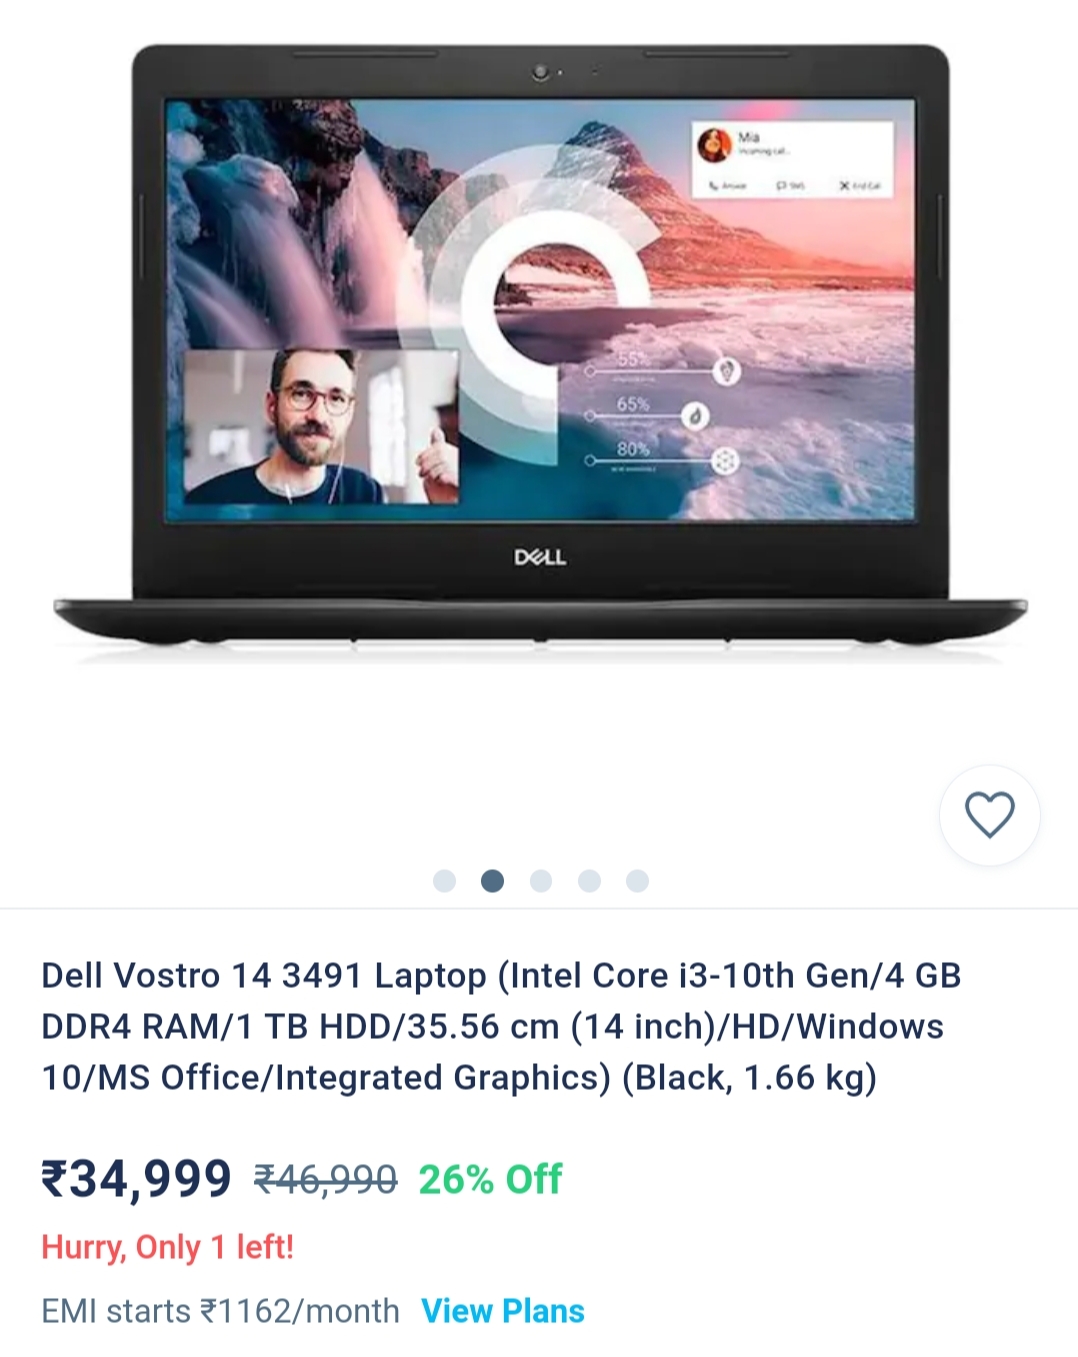 Mia
Incoming call..
Answer SMS End Call
55%
65%
80%
DELL
Dell Vostro 14 3491 Laptop (Intel Core i3-10th Gen/4 GB
DDR4 RAM/1 TB HDD/35.56 cm (14 inch)/HD/Windows
10/MS Office/Integrated Graphics) (Black, 1.66 kg)
₹34,999 ₹46,990 26% Off
Hurry, Only 1 left!
EMI starts ₹1162/month View Plans